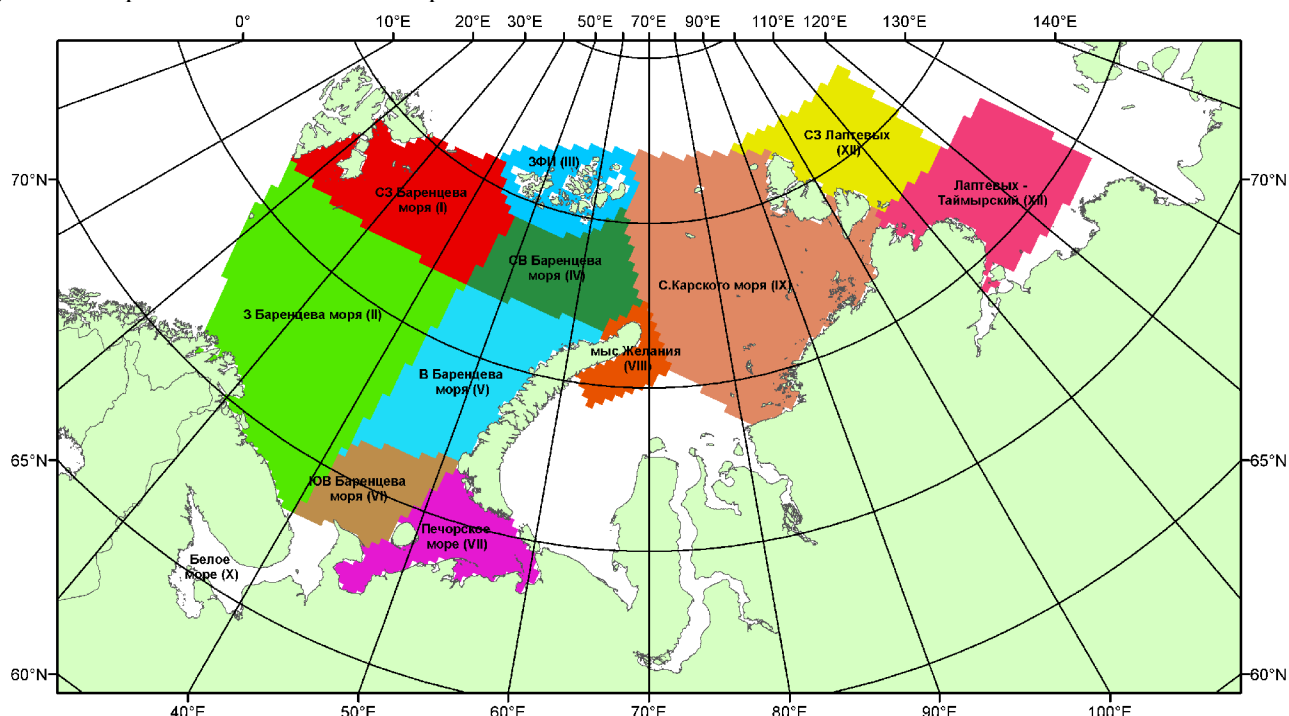 0° 10°E 20°E 30°E 50°E 70°E 90°E 110°E 120°E 130°E 140°E
СЗ Лаптевых
(XII)
ЗФИ (III)
70°N
70°N
СЗ Баренцева
моря (I)
Лаптевых -
Таймырский (XII)
СВ Баренцева
моря (IV)
С.Карского моря (IX)
З Баренцева моря (II)
мыс Желания
(VIII)
В Баренцева
моря (V)
65°N
65°N
ЮВ Баренцева
моря (VI)
Печорское
море (VII)
Белое
море (X)
60°N
60°N
40°E 50°E 60°E 70°E 80°E 90°E 100°E